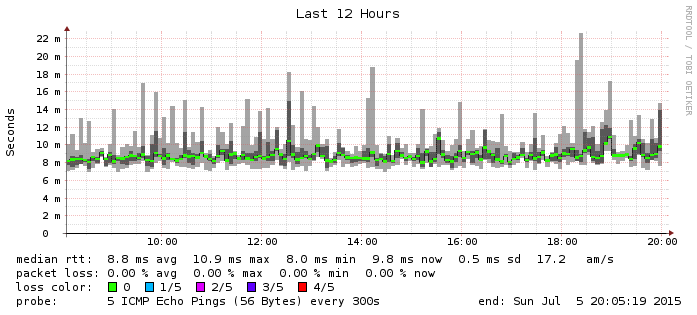 Last 12 Hours
RRDTOOL / TOBI OETIKER
Seconds
22 m
20 m
18 m
16 m
14 m
12 m
10 m
8 m
6 m
4 m
2 m
0
10:00 12:00 14:00 16:00 18:00 20:00
median rtt: 8.8 ms avg 10.9 ms max 8.0 ms min 9.8 ms now 0.5 ms sd 17.2 am/s
packet loss: 0.00 % avg 0.00 % max 0.00 % min 0.00 % now
loss color: 0 1/5 2/5 3/5 4/5
probe: 5 ICMP Echo Pings (56 Bytes) every 300s end: Sun Jul 5 20:05:19 2015